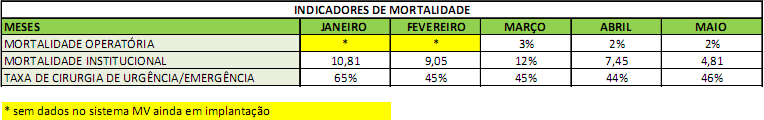 INDICADORES DE MORTALIDADE
MESES JANEIRO FEVEREIRO MARÇO ABRIL MAIO
MORTALIDADE OPERATÓRIA * * 3% 2% 2%
MORTALIDADE INSTITUCIONAL 10,81 9,05 12% 7,45 4,81
TAXA DE CIRURGIA DE URGÊNCIA/EMERGÊNCIA 65% 45% 45% 44% 46%
* sem dados no sistema MV ainda em implantação